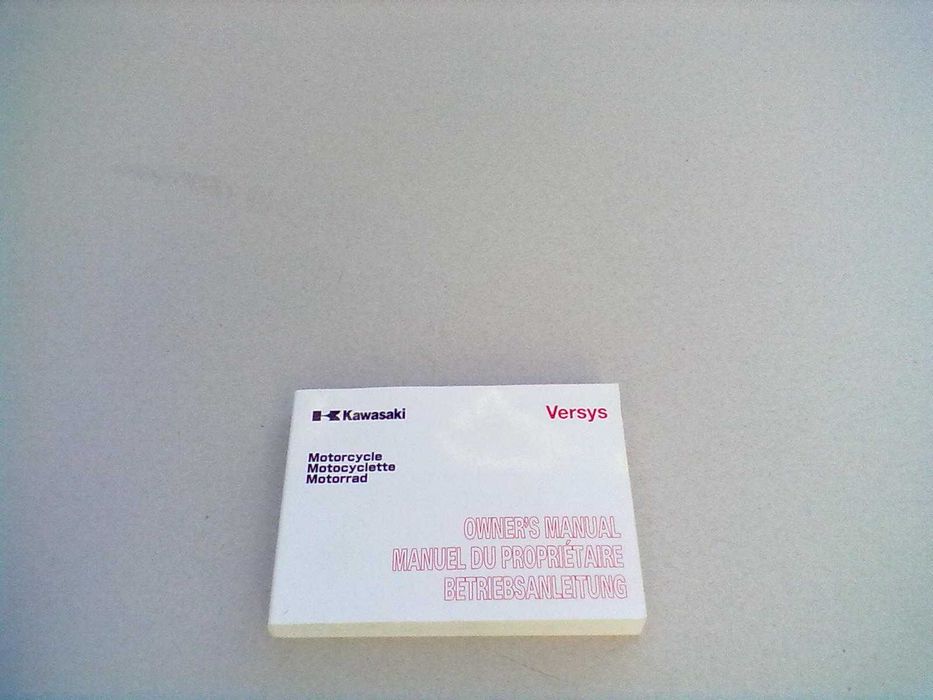 Kawasaki
Versys
Motorcycle
Motocyclette
Motorrad
OWNER'S MANUAL
MANUEL DU PROPRIÉTAIRE
BETRIEBSANLEITUNG